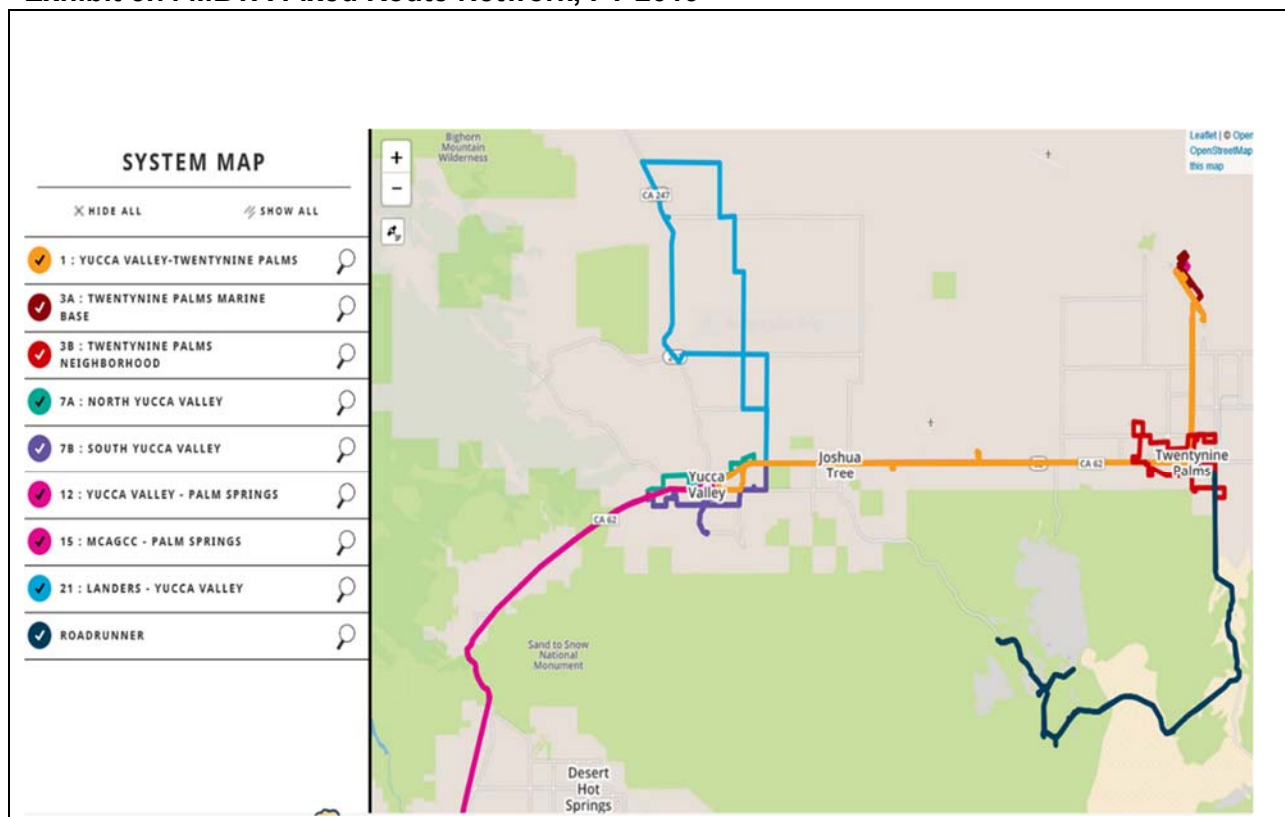 SYSTEM MAP
HIDE ALL
SHOW ALL
1 : YUCCA VALLEY-TWENTYNINE PALMS
3A : TWENTYNINE PALMS MARINE
BASE
3B : TWENTYNINE PALMS
NEIGHBORHOOD
7A : NORTH YUCCA VALLEY
7B : SOUTH YUCCA VALLEY
12 : YUCCA VALLEY - PALM SPRINGS
15 : MCAGCC - PALM SPRINGS
21 : LANDERS - YUCCA VALLEY
ROADRUNNER
+
−
Bighorn
Mountain
Wilderness
Leaflet | © Open
OpenStreetMap
this map
CA 247
Joshua
Tree
CA 62
Twentynine
Palms
Yucca
Valley
CA 62
Sand to Snow
National
Monument
Desert
Hot
Springs